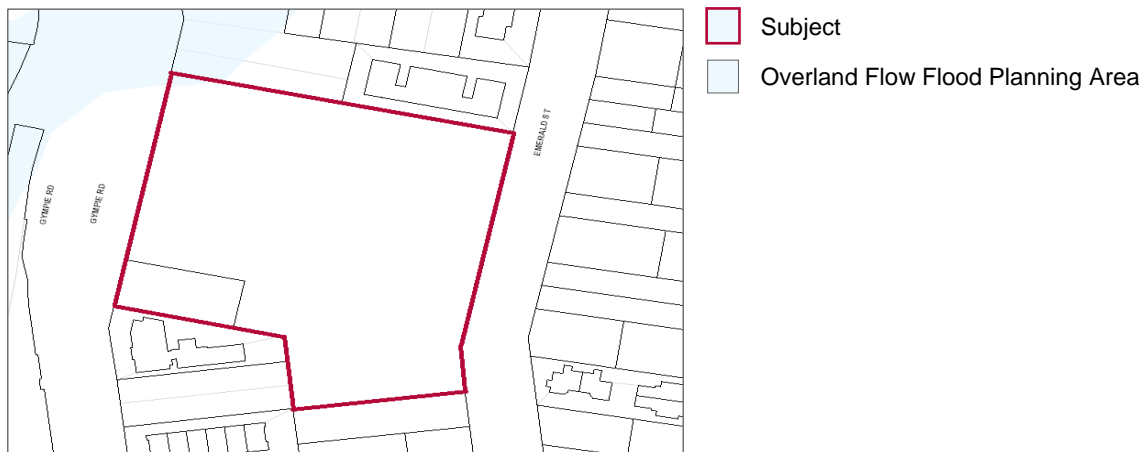 Subject
Overland Flow Flood Planning Area
EMERALD ST
GYMPIE RD
GYMPIE RD